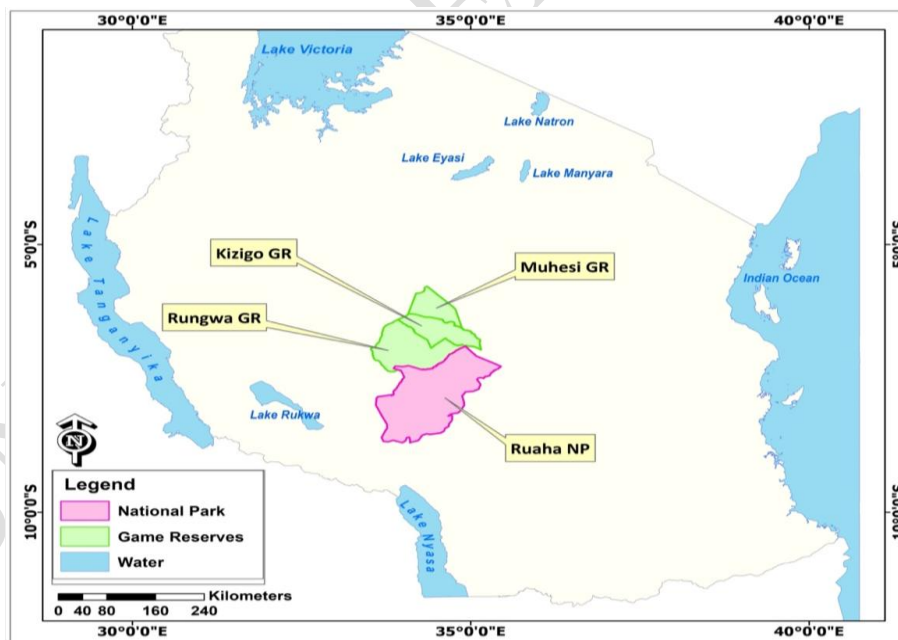 30°0'0"E 35°0'0"E 40°0'0"E
Lake Victoria
Lake Natron
Lake Eyasi
Lake Manyara
5°0'0"S 5°0'0"S
Kizigo GR
Muhesi GR
Indian Ocean
Lake Tanganyika
Rungwa GR
Lake Rukwa
N
Ruaha NP
Legend
National Park
Game Reserves
Water
10°0'0"S 10°0'0"S
Lake Nyasa
Kilometers
0 40 80 160 240
30°0'0"E 35°0'0"E 40°0'0"E